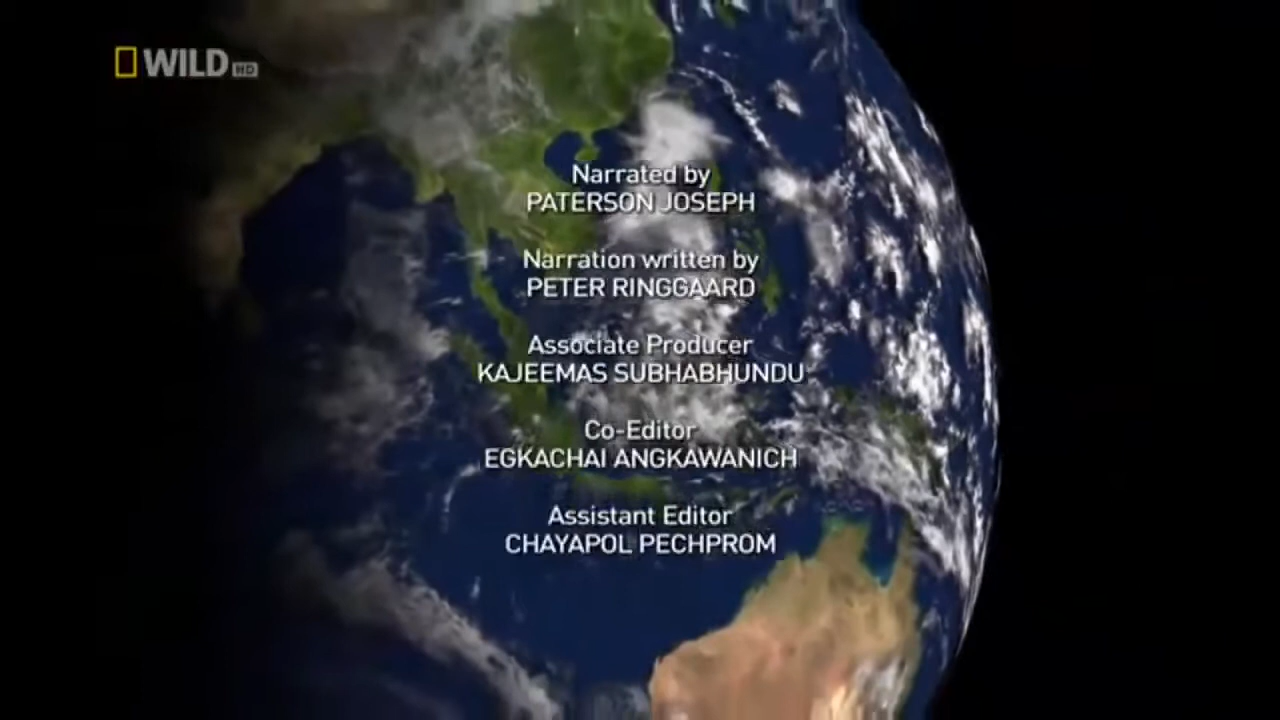 WILD HD
Narrated by
PATERSON JOSEPH
Narration written by
PETER RINGGAARD
Associate Producer
KAJEEMAS SUBHABHUNDU
Co-Editor
EGKACHAI ANGKAWANICH
Assistant Editor
CHAYAPOL PECHPROM